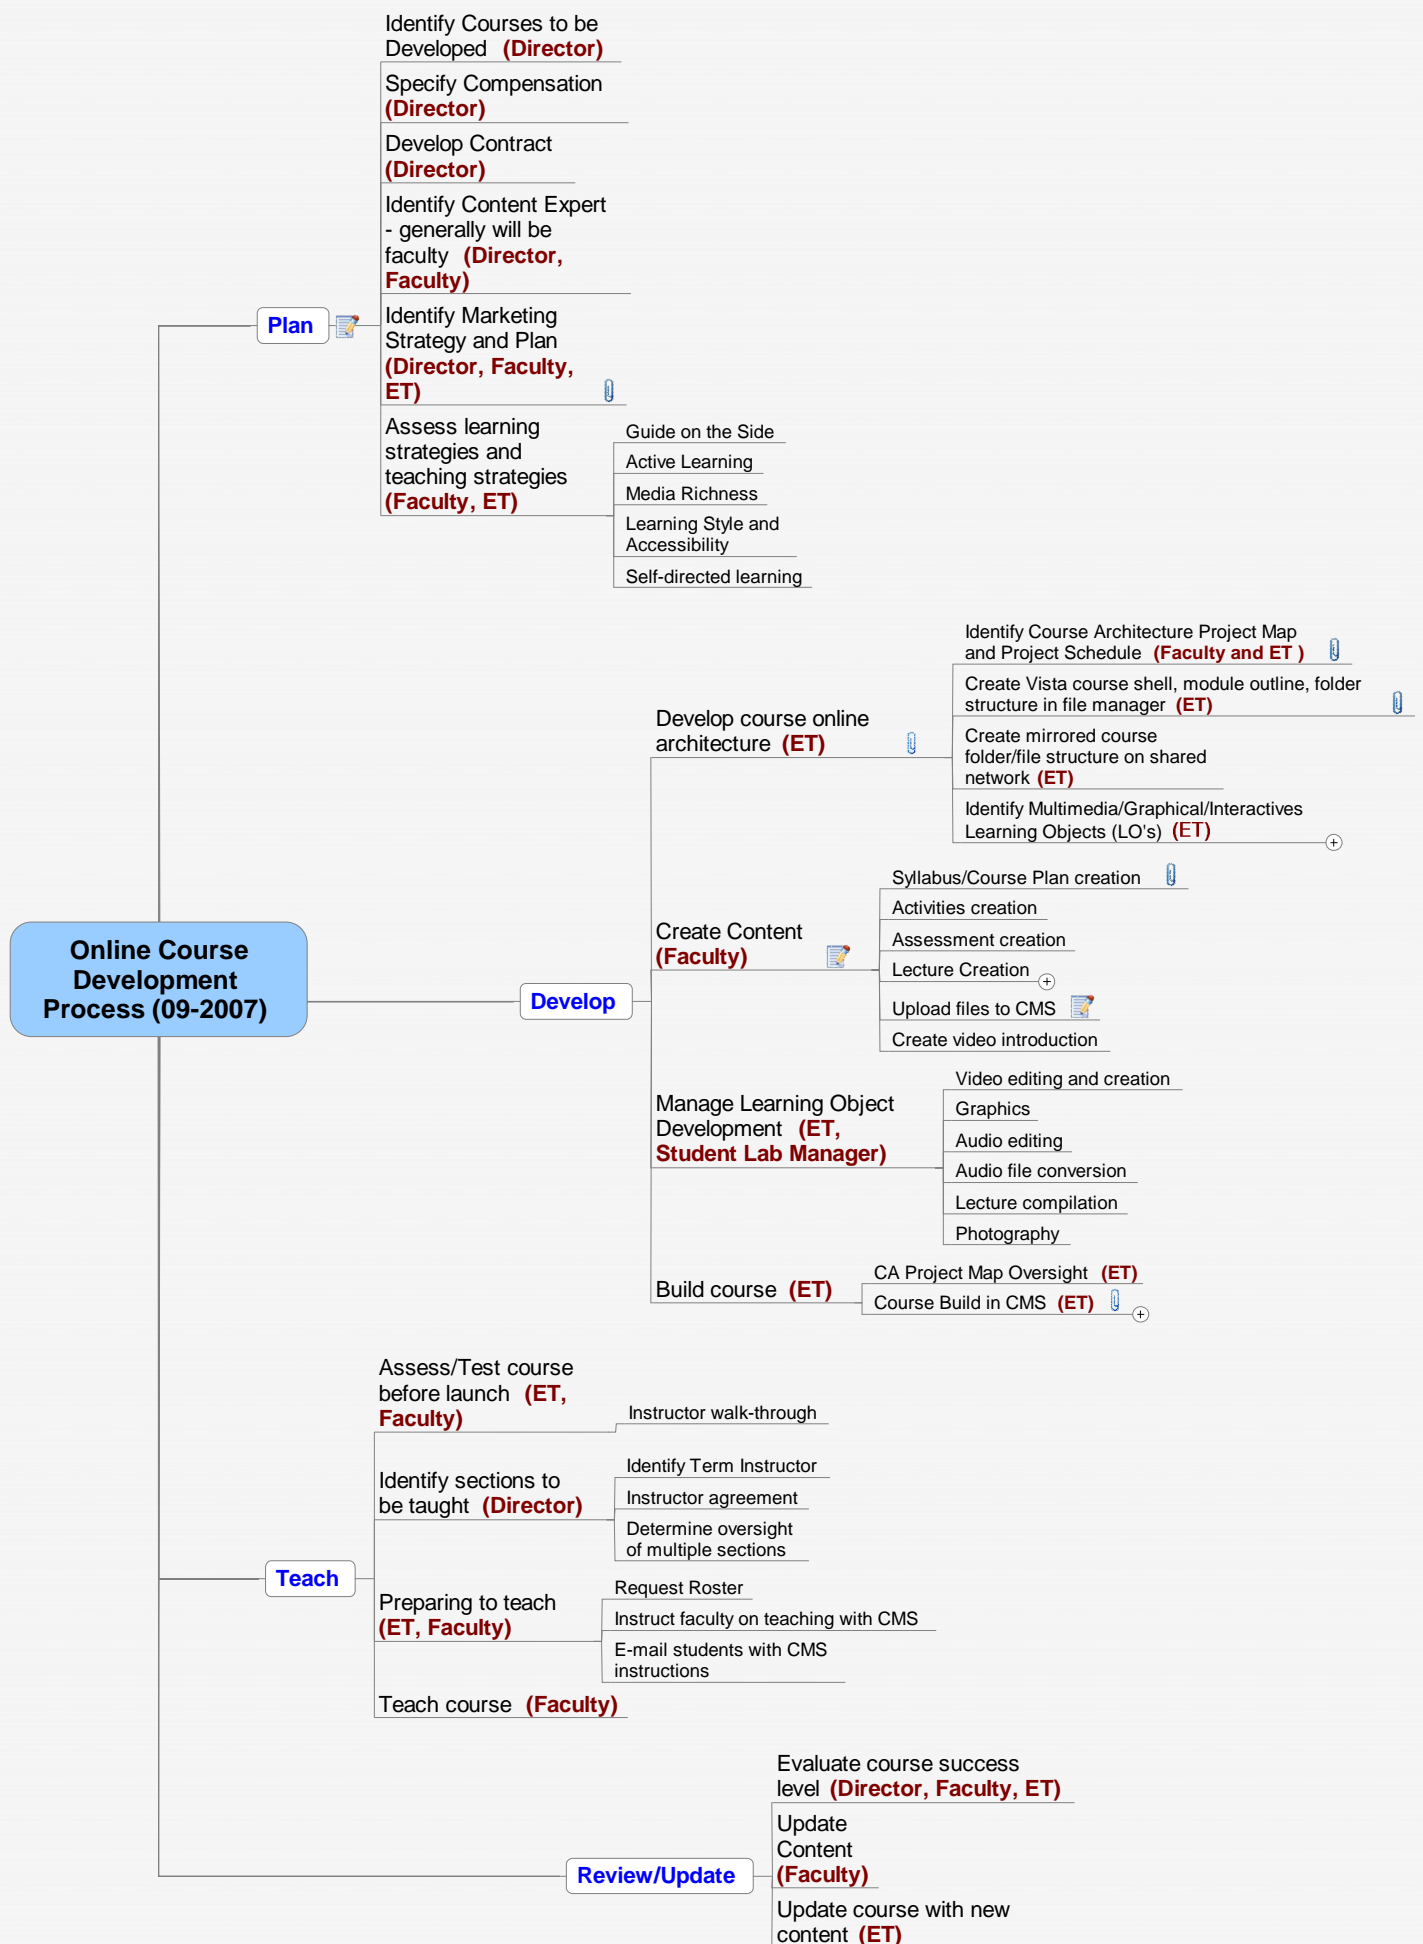 Identify Courses to be
Developed (Director)
Specify Compensation
(Director)
Develop Contract
(Director)
Identify Content Expert
- generally will be
faculty (Director,
Faculty)
Plan
Identify Marketing
Strategy and Plan
(Director, Faculty,
ET)
Assess learning
strategies and
teaching strategies
(Faculty, ET)
Guide on the Side
Active Learning
Media Richness
Learning Style and
Accessibility
Self-directed learning
Online Course
Development
Process (09-2007)
Develop
Develop course online
architecture (ET)
Identify Course Architecture Project Map
and Project Schedule (Faculty and ET )
Create Vista course shell, module outline, folder
structure in file manager (ET)
Create mirrored course
folder/file structure on shared
network (ET)
Identify Multimedia/Graphical/Interactives
Learning Objects (LO's) (ET)
Create Content
(Faculty)
Syllabus/Course Plan creation
Activities creation
Assessment creation
Lecture Creation
Upload files to CMS
Create video introduction
Manage Learning Object
Development (ET,
Student Lab Manager)
Video editing and creation
Graphics
Audio editing
Audio file conversion
Lecture compilation
Photography
Build course (ET)
CA Project Map Oversight (ET)
Course Build in CMS (ET)
Teach
Assess/Test course
before launch (ET,
Faculty)
Instructor walk-through
Identify sections to
be taught (Director)
Identify Term Instructor
Instructor agreement
Determine oversight
of multiple sections
Preparing to teach
(ET, Faculty)
Request Roster
Instruct faculty on teaching with CMS
E-mail students with CMS
instructions
Teach course (Faculty)
Review/Update
Evaluate course success
level (Director, Faculty, ET)
Update
Content
(Faculty)
Update course with new
content (ET)